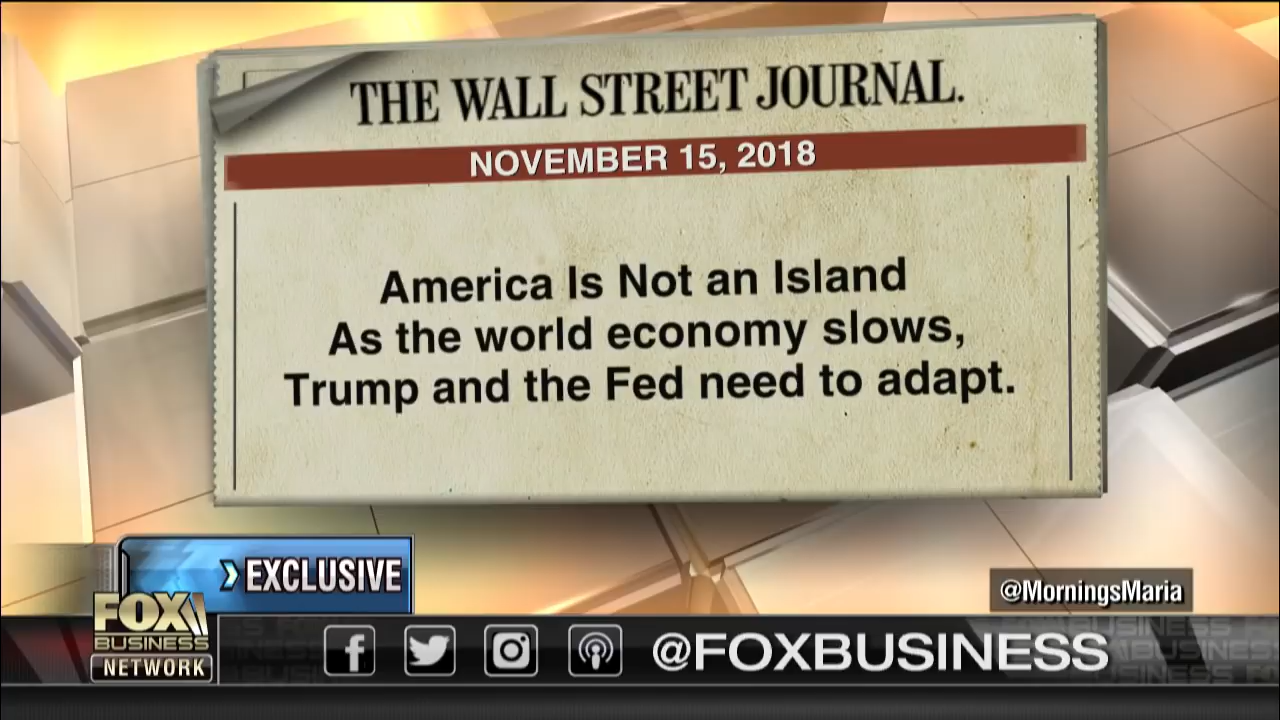 THE WALL STREET JOURNAL.
NOVEMBER 15, 2018
America Is Not an Island
As the world economy slows,
Trump and the Fed need to adapt.
EXCLUSIVE
@MorningsMaria
FOX
BUSINESS
NETWORK
@FOXBUSINESS